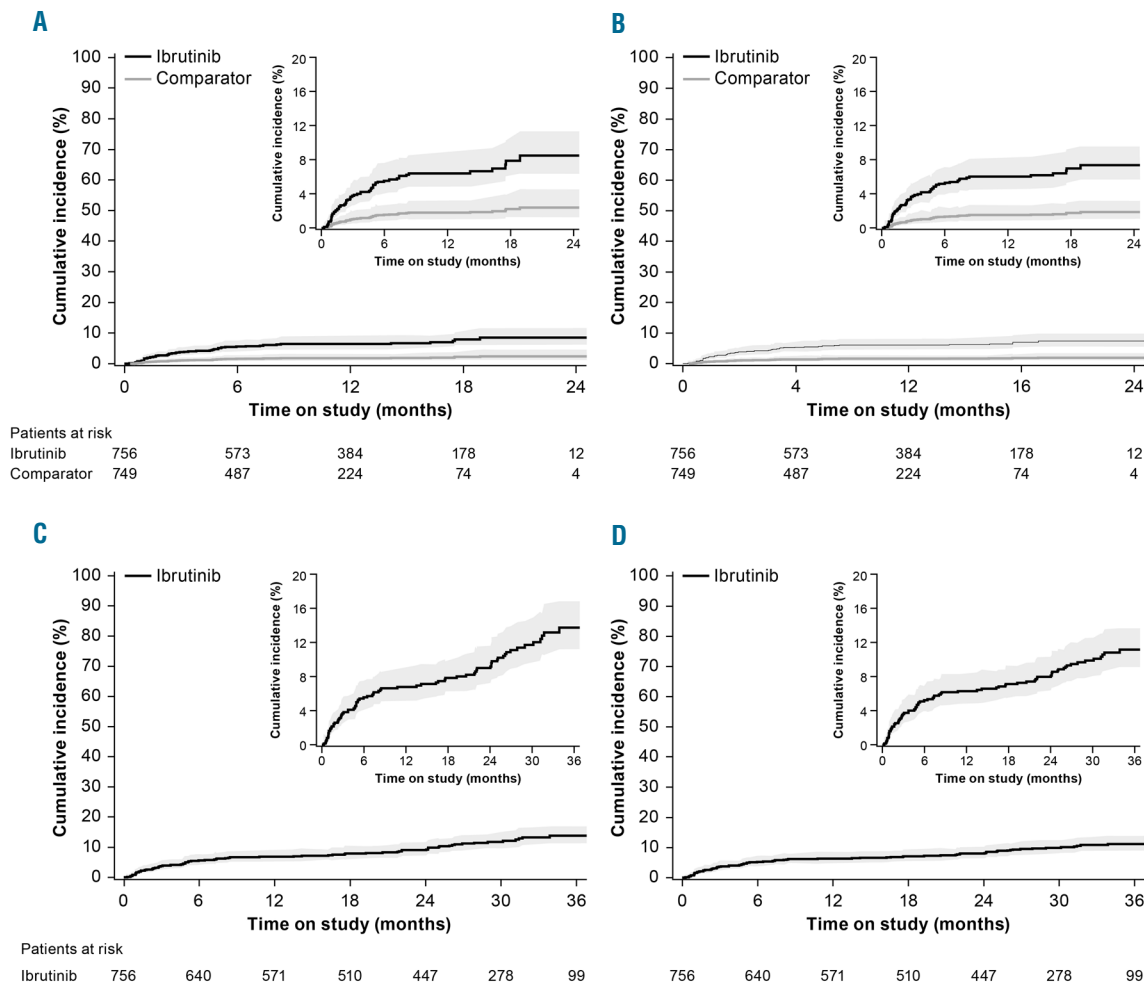 A
Cumulative incidence (%)
100
90
80
70
60
50
40
30
20
10
0
Ibrutinib
Comparator
Cumulative incidence (%)
20
16
12
8
4
0
0 6 12 18 24
Time on study (months)
0 6 12 18 24
Time on study (months)
Patients at risk
Ibrutinib 756 573 384 178 12
Comparator 749 487 224 74 4
B
Cumulative incidence (%)
100
90
80
70
60
50
40
30
20
10
0
Ibrutinib
Comparator
Cumulative incidence (%)
20
16
12
8
4
0
0 6 12 18 24
Time on study (months)
0 4 12 16 24
Time on study (months)
756 573 384 178 12
749 487 224 74 4
C
Cumulative incidence (%)
100
90
80
70
60
50
40
30
20
10
0
Ibrutinib
Cumulative incidence (%)
20
16
12
8
4
0
0 6 12 18 24 30 36
Time on study (months)
0 6 12 18 24 30 36
Time on study (months)
Patients at risk
Ibrutinib 756 640 571 510 447 278 99
D
Cumulative incidence (%)
100
90
80
70
60
50
40
30
20
10
0
Ibrutinib
Cumulative incidence (%)
20
16
12
8
4
0
0 6 12 18 24 30 36
Time on study (months)
0 6 12 18 24 30 36
Time on study (months)
756 640 571 510 447 278 99